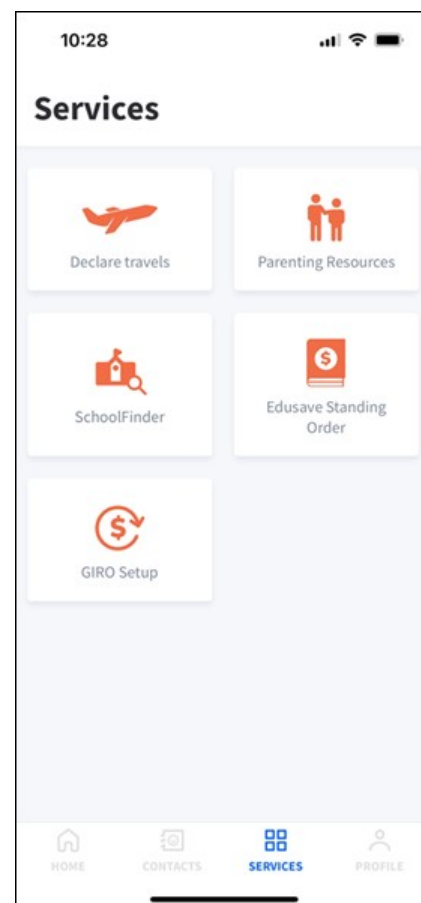 10:28
Services
Declare travels
Parenting Resources
SchoolFinder
Edusave Standing
Order
GIRO Setup
HOME
CONTACTS
SERVICES
PROFILE